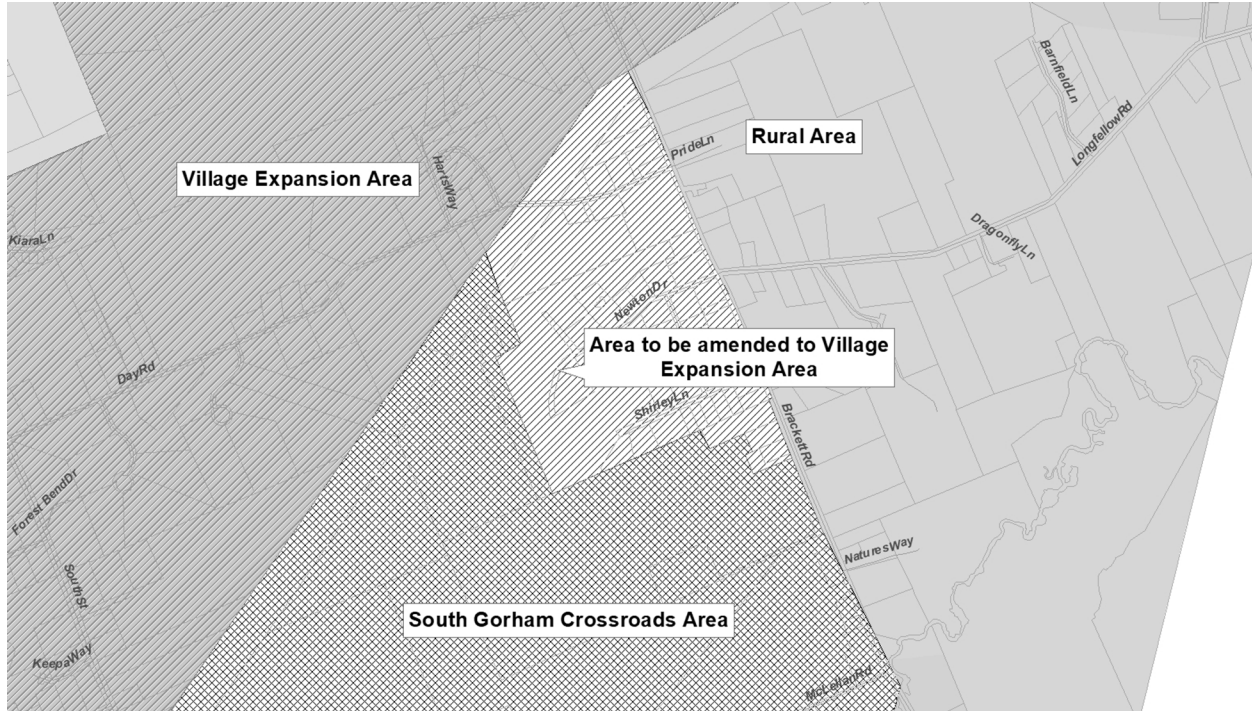 BarnfieldLn
LongfellowRd
Rural Area
PrideLn
Village Expansion Area
HartsWay
KiaraLn
DragonflyLn
NewtonDr
Area to be amended to Village
Expansion Area
DayRd
ShirleyLn
BrackettRd
Forest BendDr
NaturesWay
SouthSt
South Gorham Crossroads Area
KeepaWay
McLellanRd